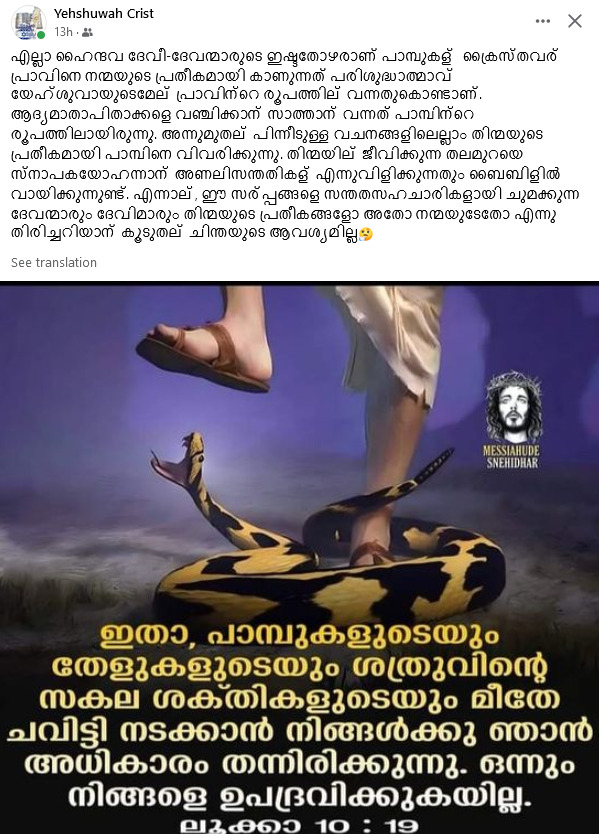 Yehshuwah Crist
13h
എല്ലാ ഹൈന്ദവ ദേവീ-ദേവന്മാരുടെ ഇഷ്ടതോഴരാണ് പാമ്പുകള് ക്രൈസ്തവര്
പ്രാവിനെ നന്മയുടെ പ്രതീകമായി കാണുന്നത് പരിശുദ്ധാത്മാവ്
യേഹ്ശുവായുടെമേല് പ്രാവിന്റെ രൂപത്തില് വന്നതുകൊണ്ടാണ്.
ആദ്യമാതാപിതാക്കളെ വഞ്ചിക്കാന് സാത്താന് വന്നത് പാമ്പിന്റെ
രൂപത്തിലായിരുന്നു. അന്നുമുതല് പിന്നീടുള്ള വചനങ്ങളിലെല്ലാം തിന്മയുടെ
പ്രതീകമായി പാമ്പിനെ വിവരിക്കുന്നു. തിന്മയില് ജീവിക്കുന്ന തലമുറയെ
സ്നാപകയോഹന്നാന് അണലിസന്തതികള് എന്നുവിളിക്കുന്നതും ബൈബിളിൽ
വായിക്കുന്നുണ്ട്. എന്നാല്, ഈ സര്പ്പങ്ങളെ സന്തതസഹചാരികളായി ചുമക്കുന്ന
ദേവന്മാരും ദേവിമാരും തിന്മയുടെ പ്രതീകങ്ങളോ അതോ നന്മയുടേതോ എന്നു
തിരിച്ചറിയാന് കൂടുതല് ചിന്തയുടെ ആവശ്യമില്ല🤔
See translation
MESSIAHUDE
SNEHIDHAR
ഇതാ, പാമ്പുകളുടെയും
തേളുകളുടെയും ശത്രുവിന്റെ
സകല ശക്തികളുടെയും മീതേ
ചവിട്ടി നടക്കാൻ നിങ്ങൾക്കു ഞാൻ
അധികാരം തന്നിരിക്കുന്നു. ഒന്നും
നിങ്ങളെ ഉപദ്രവിക്കുകയില്ല.
ലൂക്കാ 10 : 19